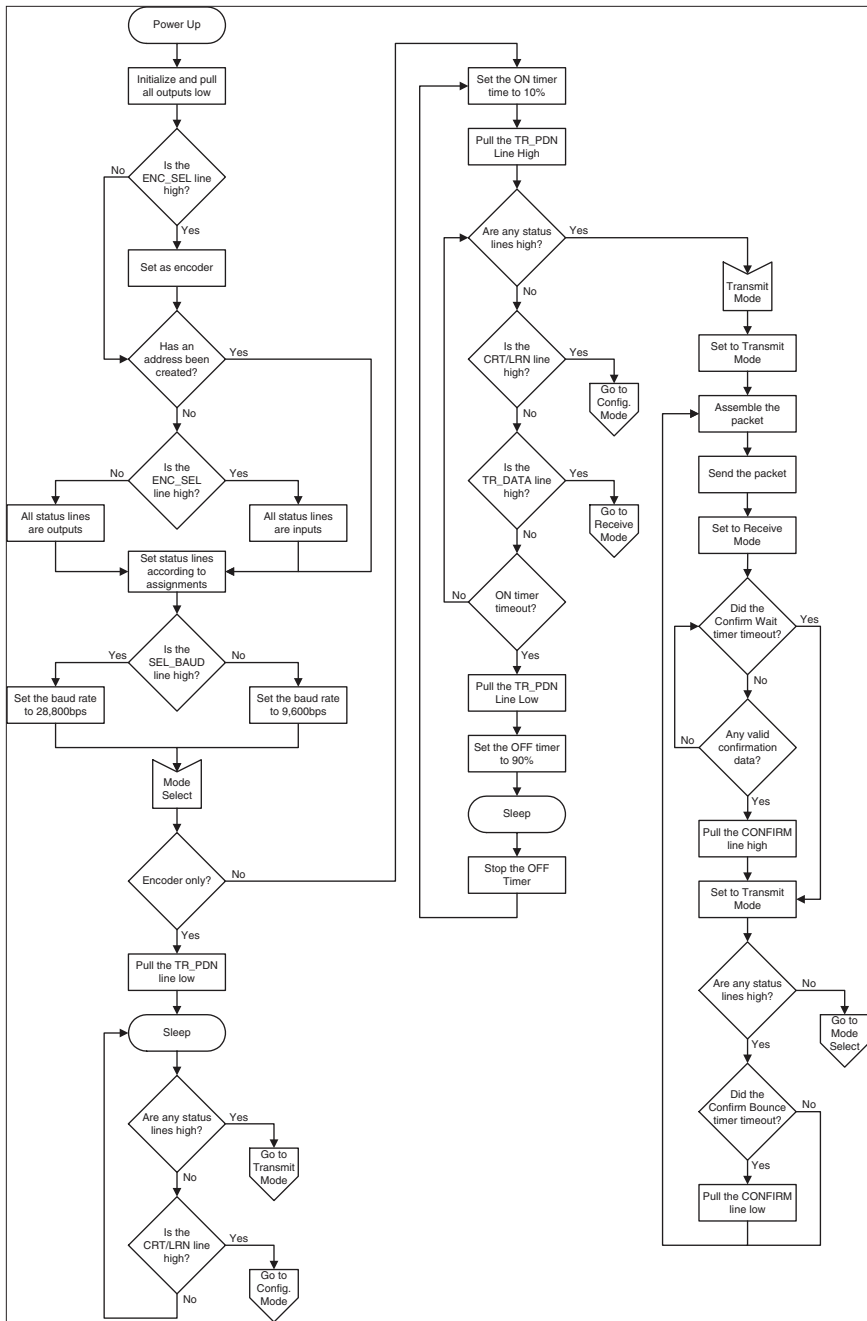 Power Up
Initialize and pull
all outputs low
Is the
ENC_SEL line
high?
No
Yes
Set as encoder
Has an
address been
created?
Yes
No
Is the
ENC_SEL
line high?
No
Yes
All status lines
are outputs
All status lines
are inputs
Set status lines
according to
assignments
Is the
SEL_BAUD
line high?
Yes
No
Set the baud rate
to 28,800bps
Set the baud rate
to 9,600bps
Mode
Select
Encoder only?
No
Yes
Pull the TR_PDN
line low
Sleep
Are any status
lines high?
Yes
Go to
Transmit
Mode
No
Is the
CRT/LRN line
high?
Yes
Go to
Config.
Mode
No
Set the ON timer
time to 10%
Pull the TR_PDN
Line High
Are any status
lines high?
Yes
No
Is the
CRT/LRN line
high?
Yes
Go to
Config.
Mode
No
Is the
TR_DATA line
high?
Yes
Go to
Receive
Mode
No
ON timer
timeout?
No
Yes
Pull the TR_PDN
Line Low
Set the OFF timer
to 90%
Sleep
Stop the OFF
Timer
Transmit
Mode
Set to Transmit
Mode
Assemble the
packet
Send the packet
Set to Receive
Mode
Did the
Confirm Wait
timer timeout?
Yes
No
Any valid
confirmation
data?
No
Yes
Pull the CONFIRM
line high
Set to Transmit
Mode
Are any status
lines high?
No
Go to
Mode
Select
Yes
Did the
Confirm Bounce
timer timeout?
No
Yes
Pull the CONFIRM
line low